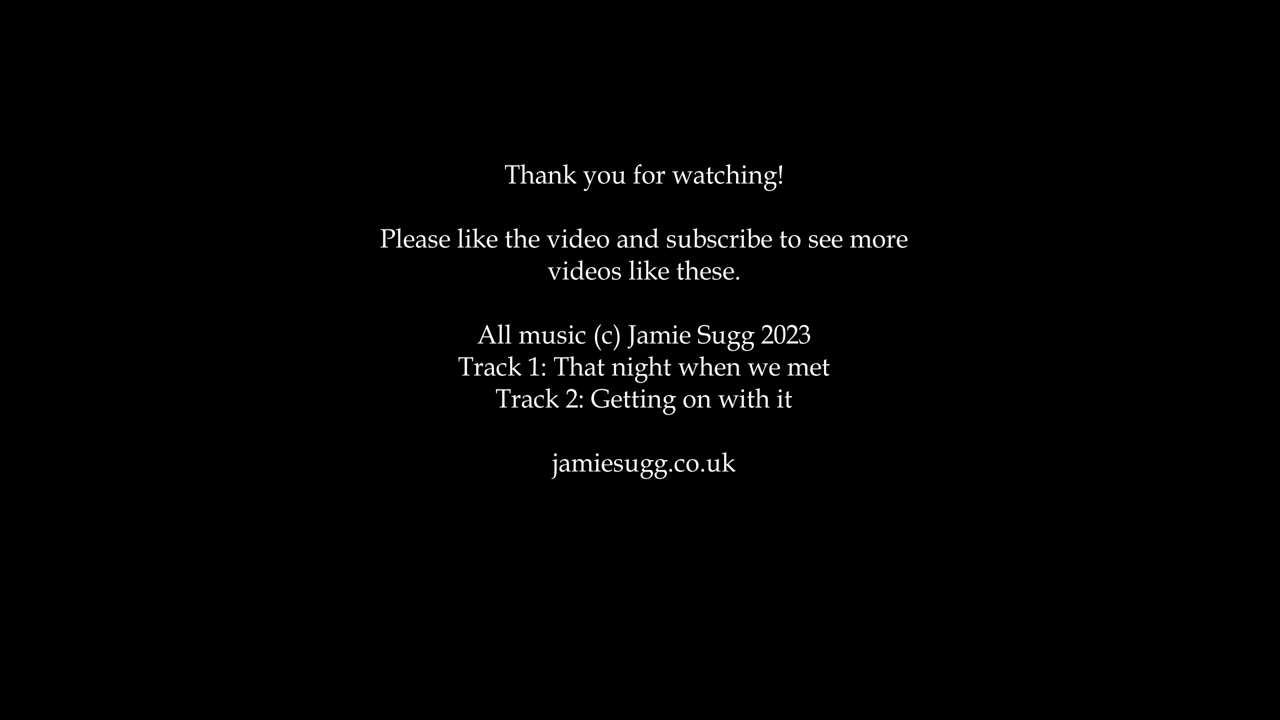 Thank you for watching!
Please like the video and subscribe to see more
videos like these.
All music (c) Jamie Sugg 2023
Track 1: That night when we met
Track 2: Getting on with it
jamiesugg.co.uk